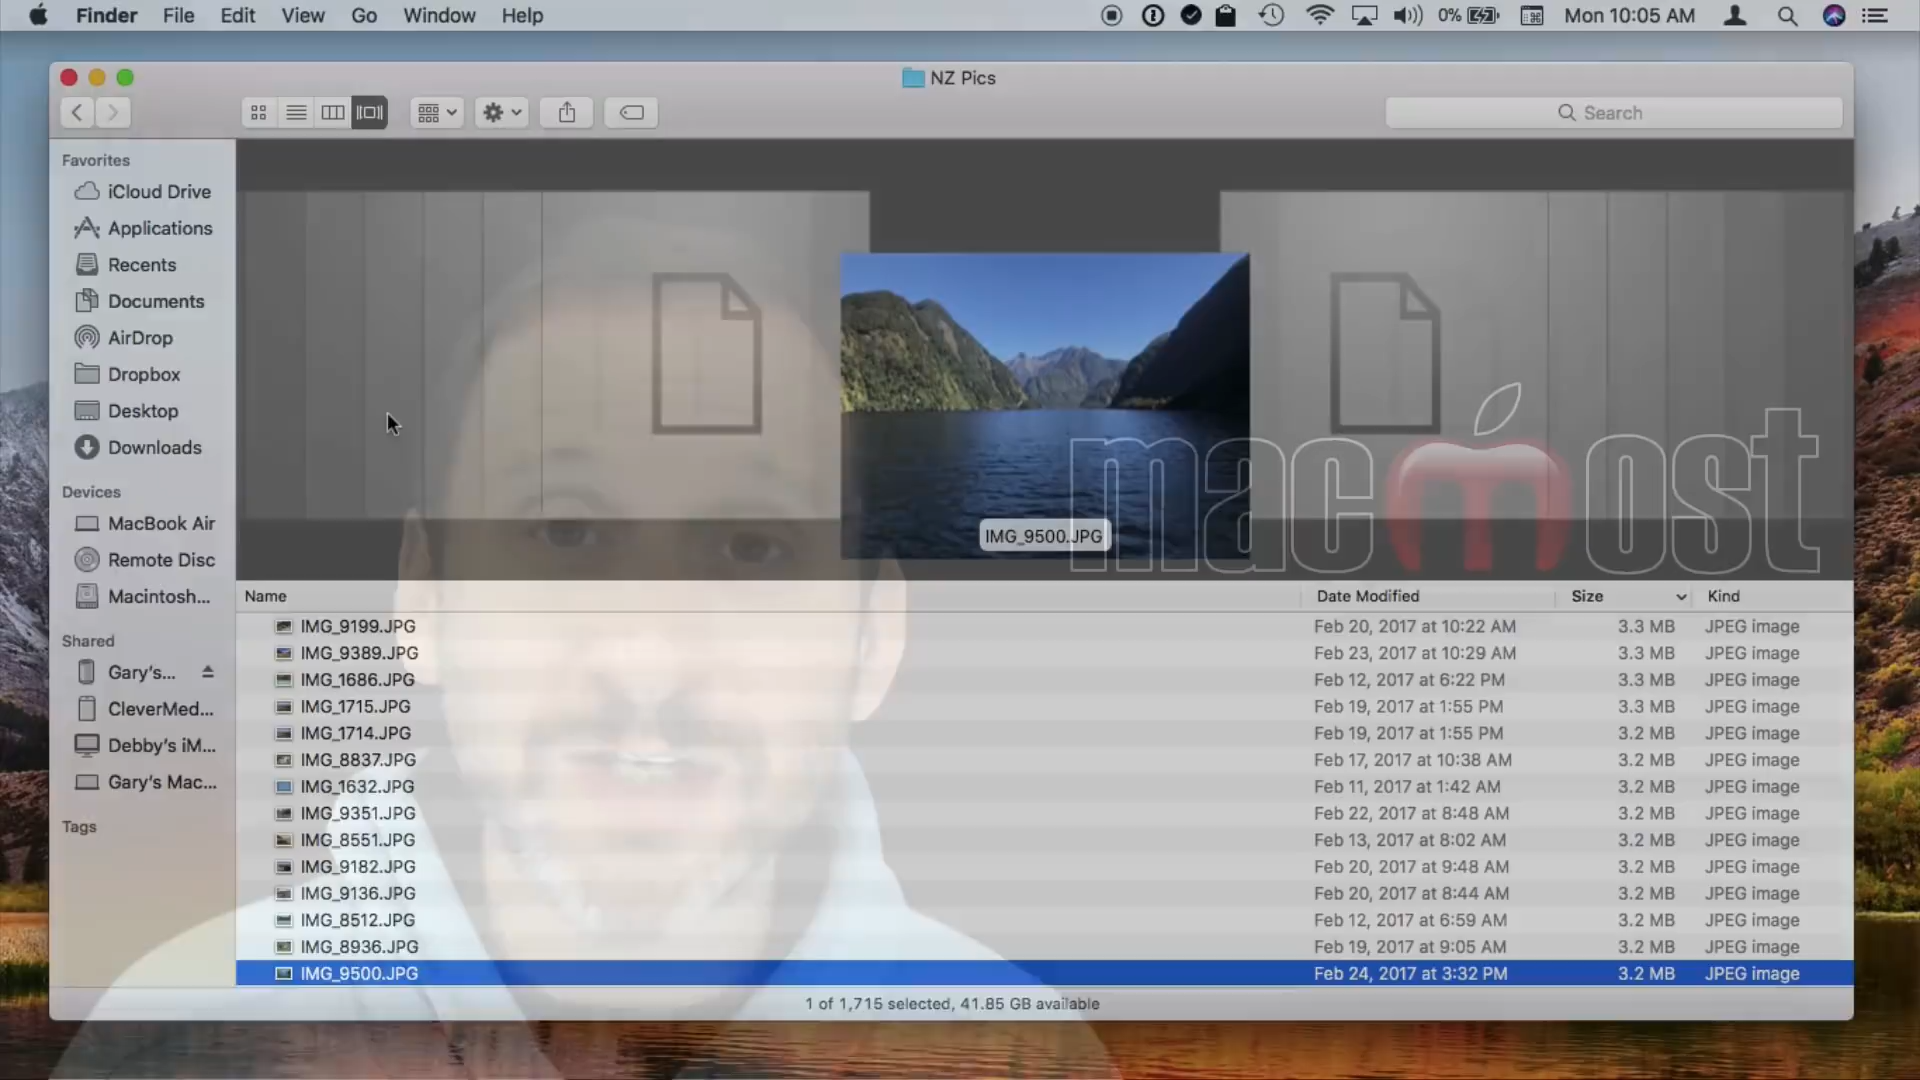 Finder File Edit View Go Window Help 0% Mon 10:05 AM
NZ Pics
Search
Favorites
iCloud Drive
Applications
Recents
Documents
AirDrop
Dropbox
Desktop
Downloads
Devices
MacBook Air
Remote Disc
Macintosh...
Shared
Gary's...
CleverMed...
Debby's iM...
Gary's Mac...
Tags
IMG_9500.JPG
macmost
Name Date Modified Size Kind
IMG_9199.JPG Feb 20, 2017 at 10:22 AM 3.3 MB JPEG image
IMG_9389.JPG Feb 23, 2017 at 10:29 AM 3.3 MB JPEG image
IMG_1686.JPG Feb 12, 2017 at 6:22 PM 3.3 MB JPEG image
IMG_1715.JPG Feb 19, 2017 at 1:55 PM 3.3 MB JPEG image
IMG_1714.JPG Feb 19, 2017 at 1:55 PM 3.2 MB JPEG image
IMG_8837.JPG Feb 17, 2017 at 10:38 AM 3.2 MB JPEG image
IMG_1632.JPG Feb 11, 2017 at 1:42 AM 3.2 MB JPEG image
IMG_9351.JPG Feb 22, 2017 at 8:48 AM 3.2 MB JPEG image
IMG_8551.JPG Feb 13, 2017 at 8:02 AM 3.2 MB JPEG image
IMG_9182.JPG Feb 20, 2017 at 9:48 AM 3.2 MB JPEG image
IMG_9136.JPG Feb 20, 2017 at 8:44 AM 3.2 MB JPEG image
IMG_8512.JPG Feb 12, 2017 at 6:59 AM 3.2 MB JPEG image
IMG_8936.JPG Feb 19, 2017 at 9:05 AM 3.2 MB JPEG image
IMG_9500.JPG Feb 24, 2017 at 3:32 PM 3.2 MB JPEG image
1 of 1,715 selected, 41.85 GB available